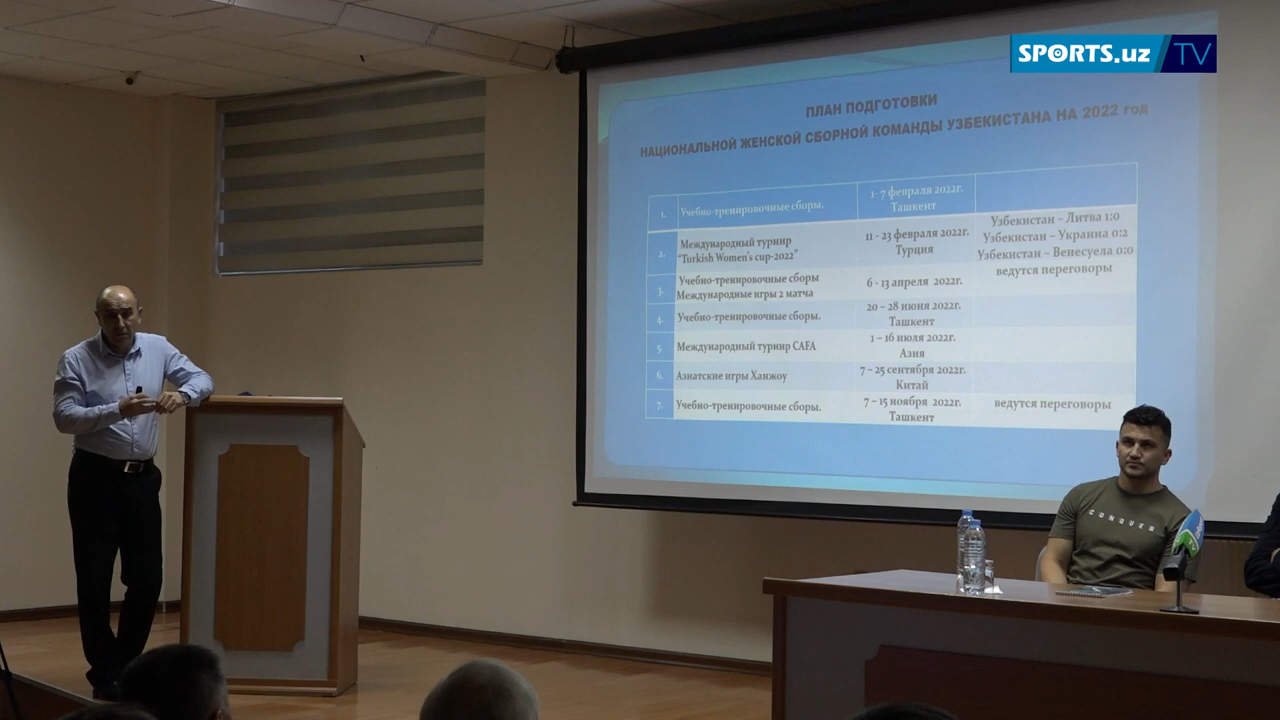 SPORTS.uz TV
ПЛАН ПОДГОТОВКИ
НАЦИОНАЛЬНОЙ ЖЕНСКОЙ СБОРНОЙ КОМАНДЫ УЗБЕКИСТАНА НА 2022 год
1. Учебно-тренировочные сборы. 1- 7 февраля 2022г.
Ташкент
2. Международный турнир
"Turkish Women's cup-2022"
11 - 23 февраля 2022г.
Турция
Узбекистан – Литва 1:0
Узбекистан – Украина 0:2
Узбекистан – Венесуела 0:0
3. Учебно-тренировочные сборы
Международные игры 2 матча
6 - 13 апреля 2022г.
ведутся переговоры
4. Учебно-тренировочные сборы. 20 – 28 июня 2022г.
Ташкент
5. Международный турнир CAFA 1 – 16 июля 2022г.
Азия
6. Азиатские игры Ханжоу 7 – 25 сентября 2022г.
Китай
7. Учебно-тренировочные сборы. 7 – 15 ноября 2022г.
Ташкент
ведутся переговоры
CONQUER